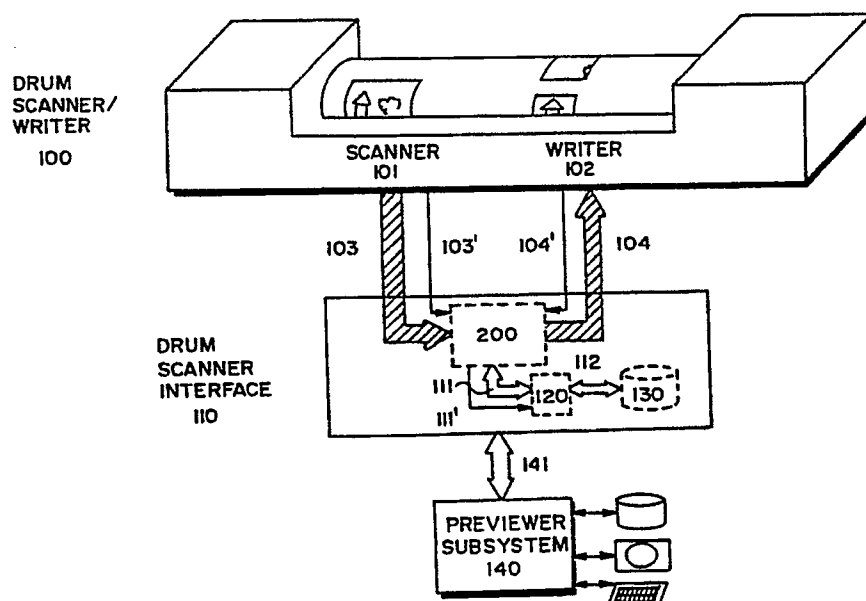 DRUM
SCANNER/
WRITER
100
SCANNER
101
WRITER
102
103
103'
104'
104
DRUM
SCANNER
INTERFACE
110
200
111
111'
112
120
130
141
PREVIEWER
SUBSYSTEM
140